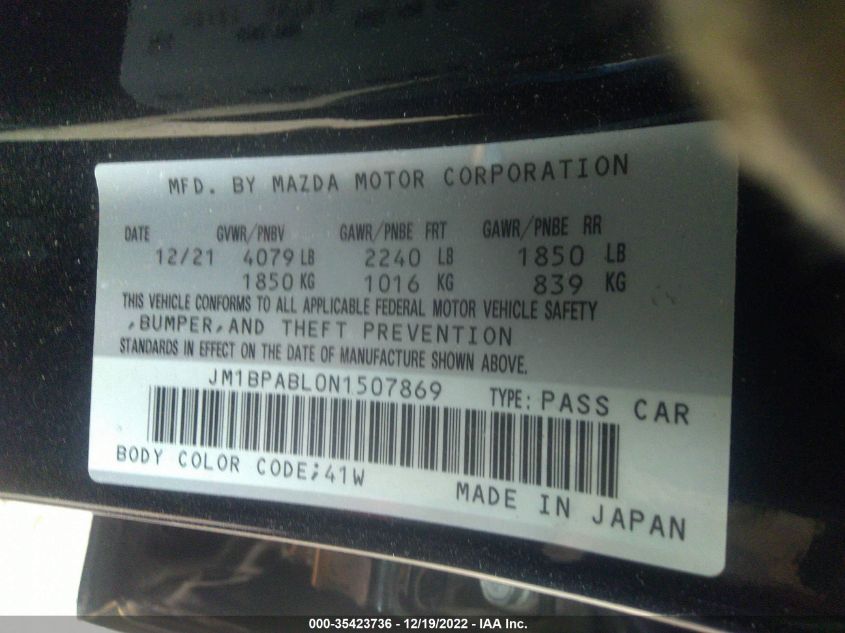 MFD. BY MAZDA MOTOR CORPORATION
DATE GVWR/PNBV GAWR/PNBE FRT GAWR/PNBE RR
12/21 4079 LB 2240 LB 1850 LB
1850 KG 1016 KG 839 KG
THIS VEHICLE CONFORMS TO ALL APPLICABLE FEDERAL MOTOR VEHICLE SAFETY
,BUMPER,AND THEFT PREVENTION
STANDARDS IN EFFECT ON THE DATE OF MANUFACTURE SHOWN ABOVE.
JM1BPABL0N1507869 TYPE: PASS CAR
BODY COLOR CODE;41W
MADE IN JAPAN
000-35423736 - 12/19/2022 - IAA Inc.